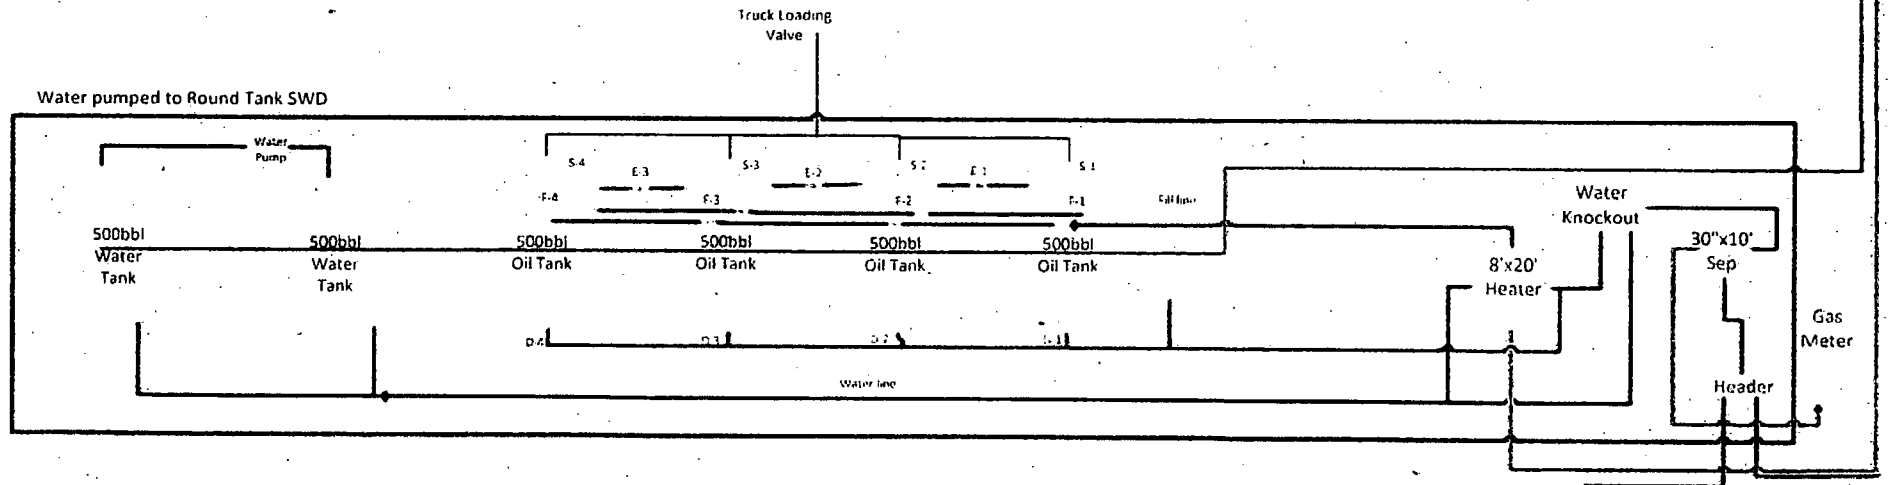 Truck Loading
Valve
Water pumped to Round Tank SWD
Water
Pump
S-4
S-3
S-2
S-1
E-3
E-2
E-1
F-4
F-3
F-2
F-1
Fill line
Water
Knockout
500bbl
Water
Tank
500bbl
Water
Tank
500bbl
Oil Tank
500bbl
Oil Tank
500bbl
Oil Tank
500bbl
Oil Tank
8'x20'
Heater
30"x10'
Sep
Gas
Meter
D-4
D-3
D-2
D-1
Water line
Header